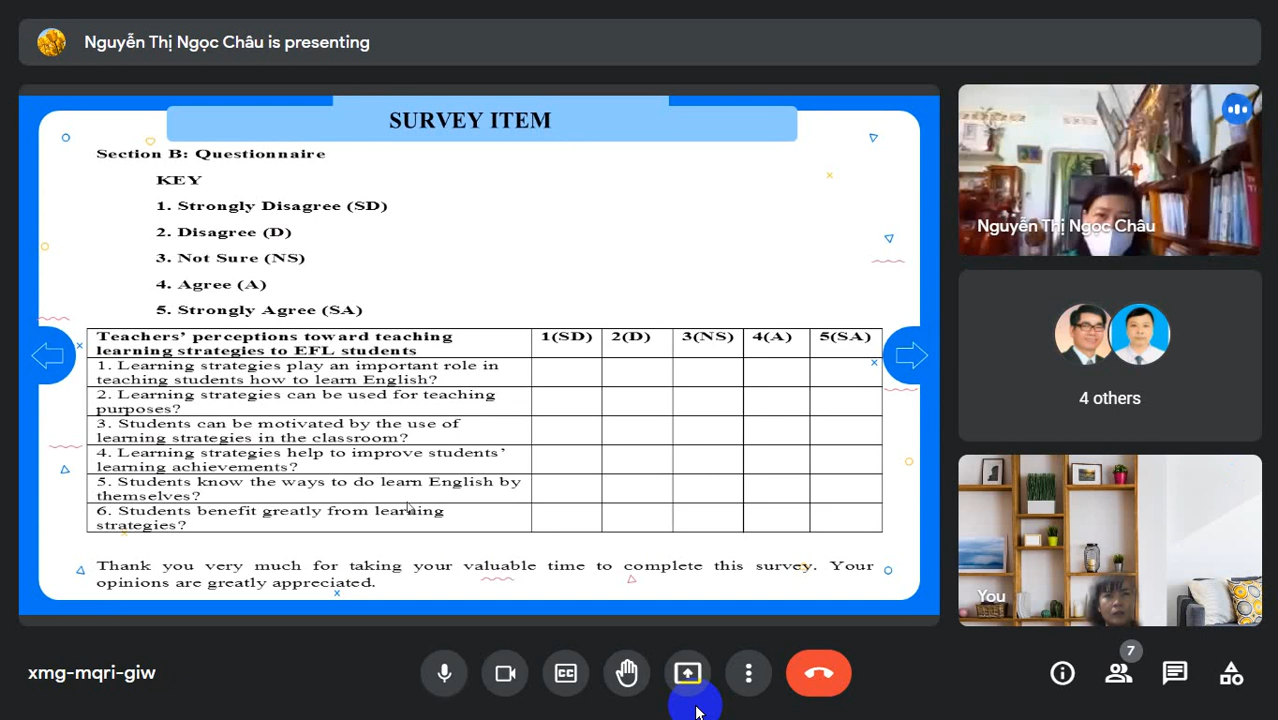 Nguyễn Thị Ngọc Châu is presenting
SURVEY ITEM
Section B: Questionnaire
KEY
1. Strongly Disagree (SD)
2. Disagree (D)
3. Not Sure (NS)
4. Agree (A)
5. Strongly Agree (SA)
Teachers' perceptions toward teaching
learning strategies to EFL students
1(SD) 2(D) 3(NS) 4(A) 5(SA)
1. Learning strategies play an important role in
teaching students how to learn English?
2. Learning strategies can be used for teaching
purposes?
3. Students can be motivated by the use of
learning strategies in the classroom?
4. Learning strategies help to improve students'
learning achievements?
5. Students know the ways to do learn English by
themselves?
6. Students benefit greatly from learning
strategies?
Thank you very much for taking your valuable time to complete this survey. Your
opinions are greatly appreciated.
Nguyễn Thị Ngọc Châu
4 others
You
xmg-mqri-giw
CC
7